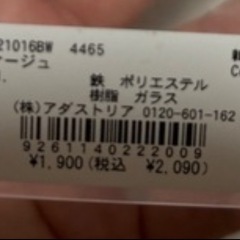 21016BW 4465
ージュ
鉄 ポリエステル
樹脂 ガラス
(株)アダストリア 0120-601-162
9261140222009
¥1,900(税込 ¥2,090)